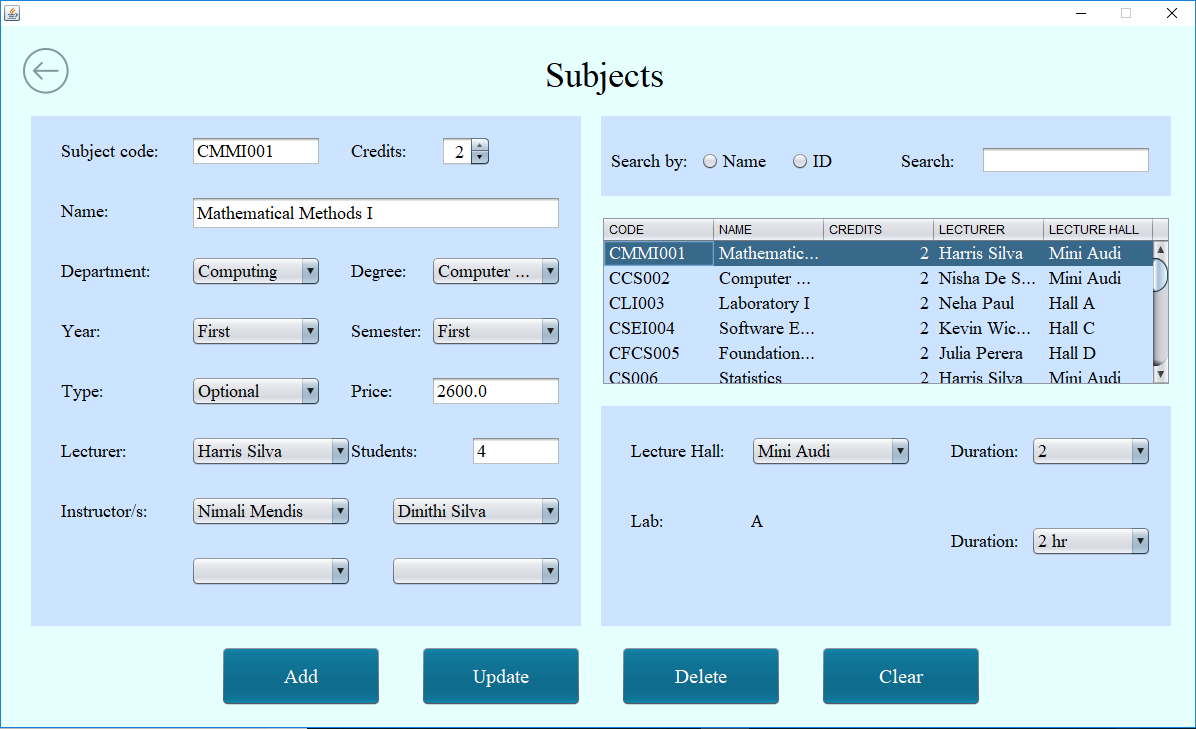 Subjects
Subject code: CMMI001 Credits: 2
Name: Mathematical Methods I
Department: Computing Degree: Computer ...
Year: First Semester: First
Type: Optional Price: 2600.0
Lecturer: Harris Silva Students: 4
Instructor/s: Nimali Mendis Dinithi Silva
Search by: Name ID Search:
CODE NAME CREDITS LECTURER LECTURE HALL
CMMI001 Mathematic... 2 Harris Silva Mini Audi
CCS002 Computer ... 2 Nisha De S... Mini Audi
CLI003 Laboratory I 2 Neha Paul Hall A
CSEI004 Software E... 2 Kevin Wic... Hall C
CFCS005 Foundation... 2 Julia Perera Hall D
CS006 Statistics 2 Harris Silva Mini Audi
Lecture Hall: Mini Audi Duration: 2
Lab: A
Duration: 2 hr
Add Update Delete Clear